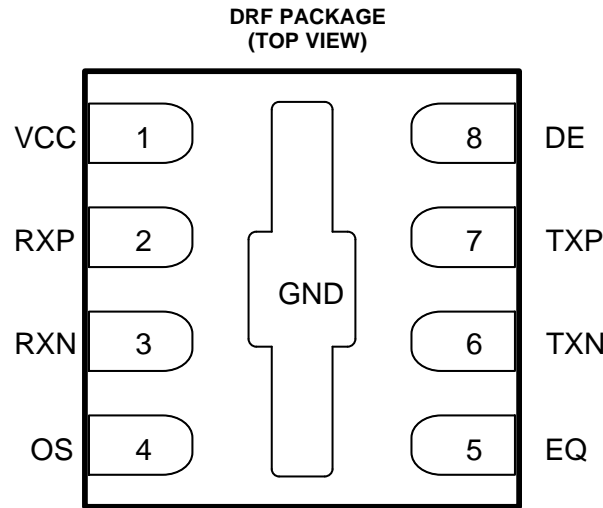 DRF PACKAGE
(TOP VIEW)
VCC 1 8 DE
RXP 2 7 TXP
GND
RXN 3 6 TXN
OS 4 5 EQ